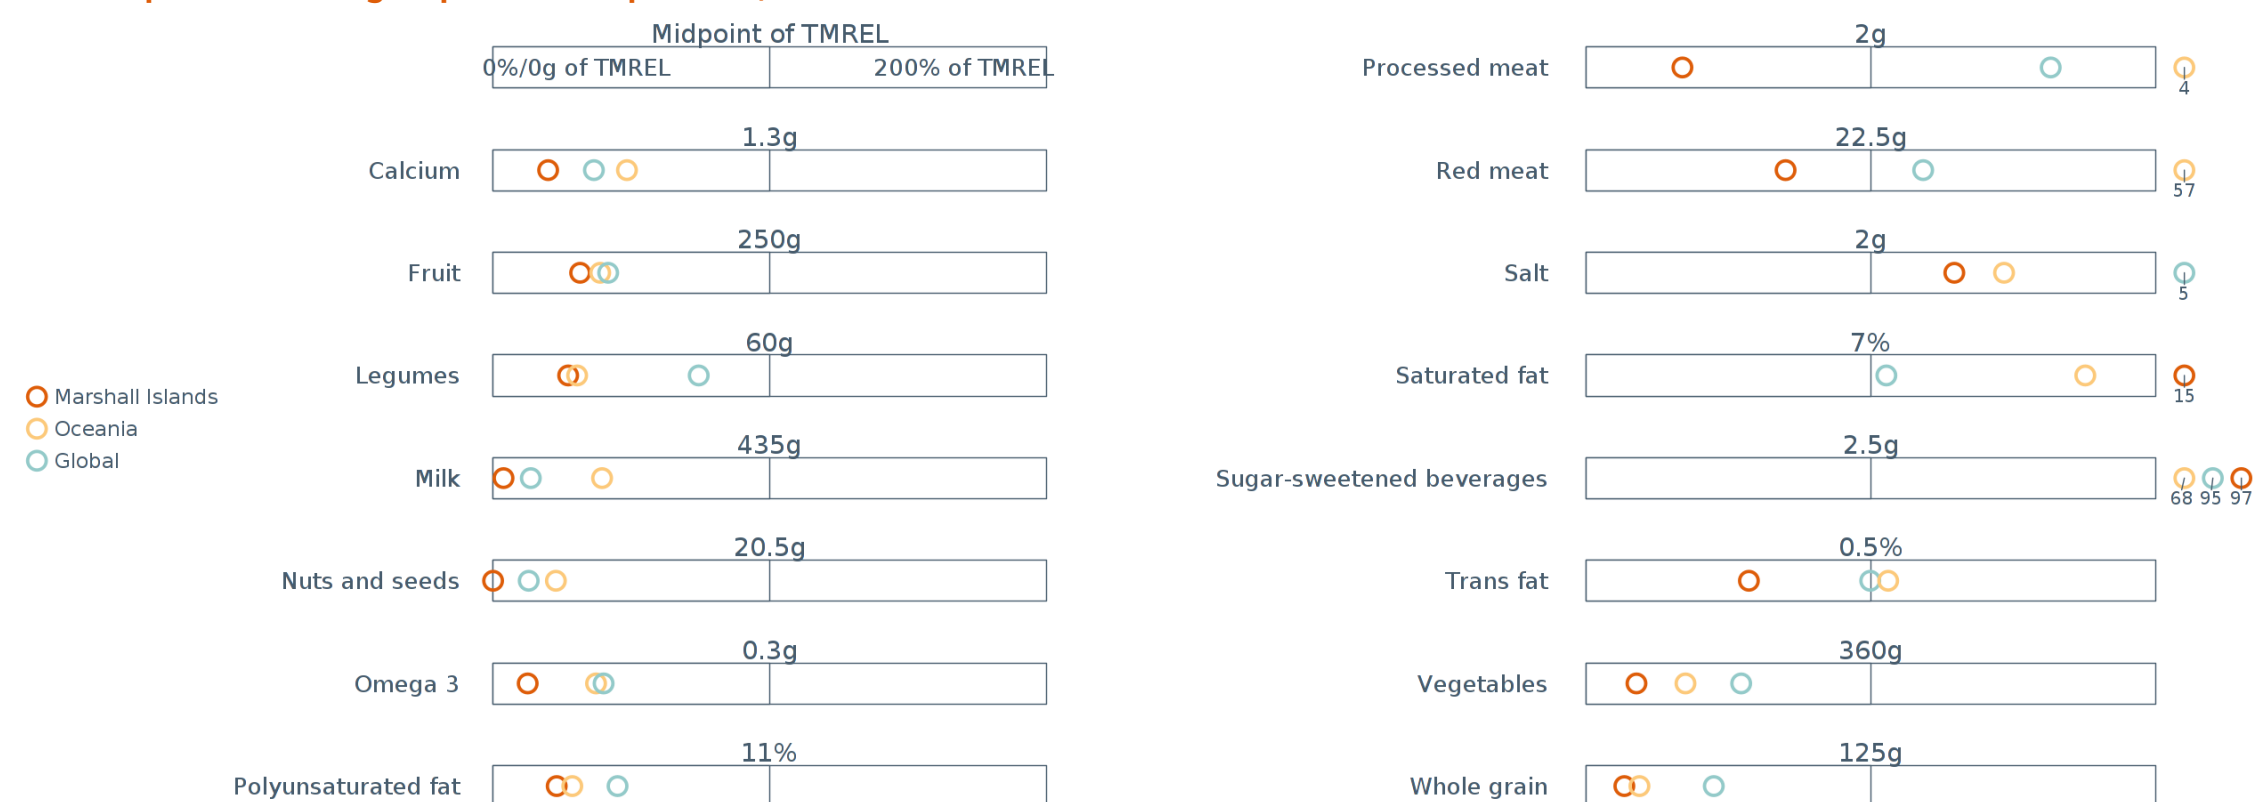 Midpoint of TMREL
0%/0g of TMREL
200% of TMREL
1.3g
Calcium
250g
Fruit
60g
Legumes
435g
Milk
20.5g
Nuts and seeds
0.3g
Omega 3
11%
Polyunsaturated fat
Marshall Islands
Oceania
Global
2g
Processed meat
4
22.5g
Red meat
57
2g
Salt
5
7%
Saturated fat
15
2.5g
Sugar-sweetened beverages
68 95 97
0.5%
Trans fat
360g
Vegetables
125g
Whole grain